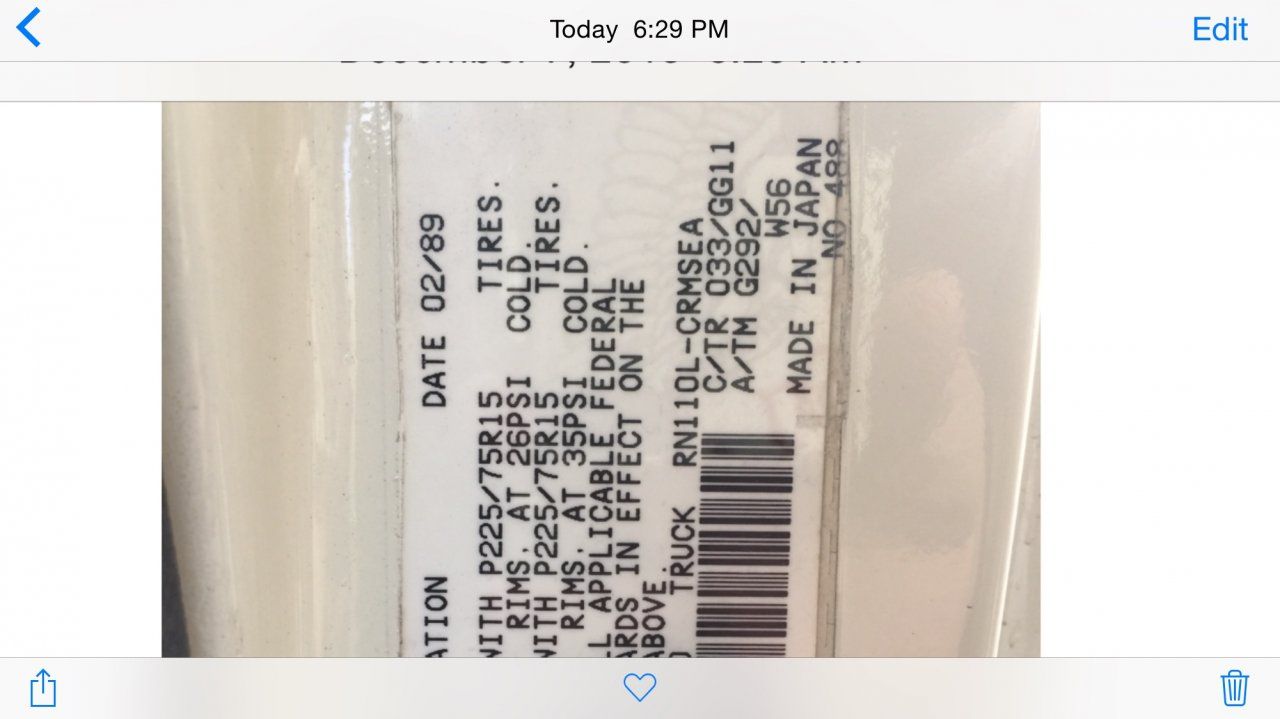 Today 6:29 PM
Edit
ATION DATE 02/89
WITH P225/75R15 TIRES.
RIMS, AT 26PSI COLD.
WITH P225/75R15 TIRES.
RIMS, AT 35PSI COLD.
L APPLICABLE FEDERAL
ARDS IN EFFECT ON THE
ABOVE.
TRUCK RN110L-CRMSEA
C/TR 033/GG11
A/TM G292/
W56
MADE IN JAPAN
NO 488